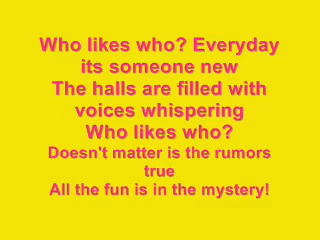 Who likes who? Everyday
its someone new
The halls are filled with
voices whispering
Who likes who?
Doesn't matter is the rumors
true
All the fun is in the mystery!